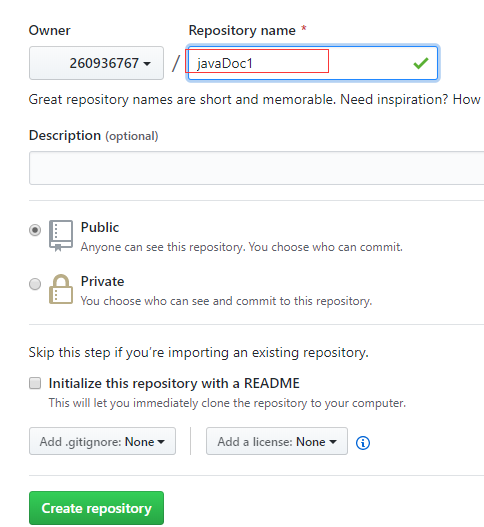 Owner
Repository name *
260936767 / javaDoc1
Great repository names are short and memorable. Need inspiration? How
Description (optional)
Public
Anyone can see this repository. You choose who can commit.
Private
You choose who can see and commit to this repository.
Skip this step if you’re importing an existing repository.
Initialize this repository with a README
This will let you immediately clone the repository to your computer.
Add .gitignore: None
Add a license: None
Create repository